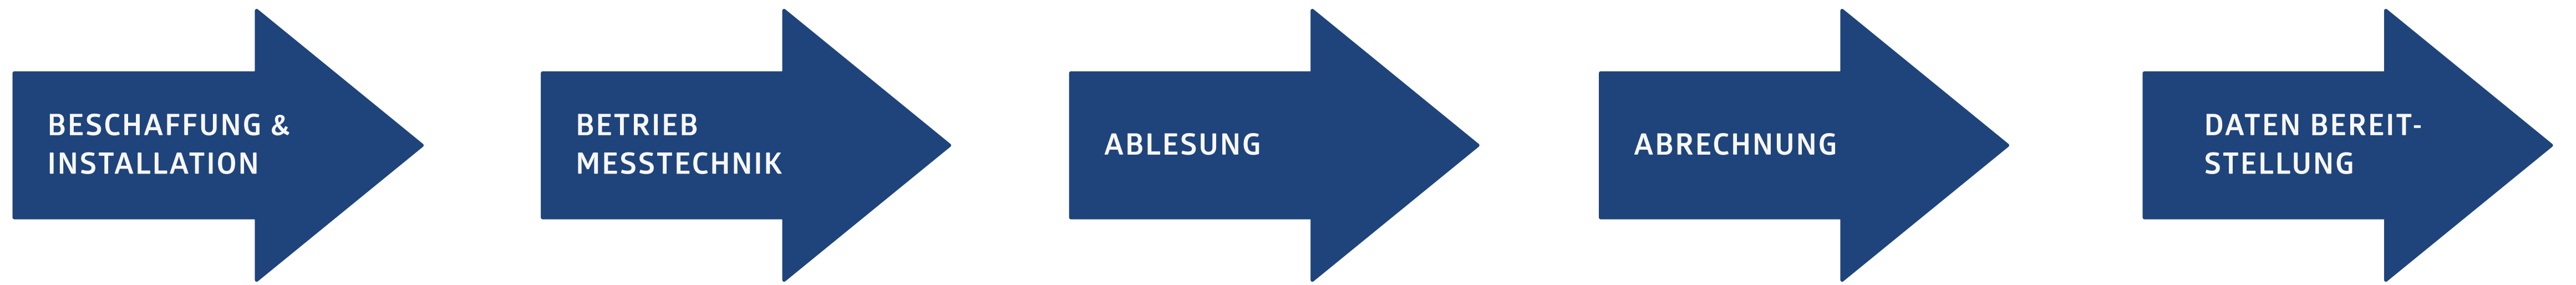 BESCHAFFUNG &
INSTALLATION
BETRIEB
MESSTECHNIK
ABLESUNG
ABRECHNUNG
DATEN BEREIT-
STELLUNG